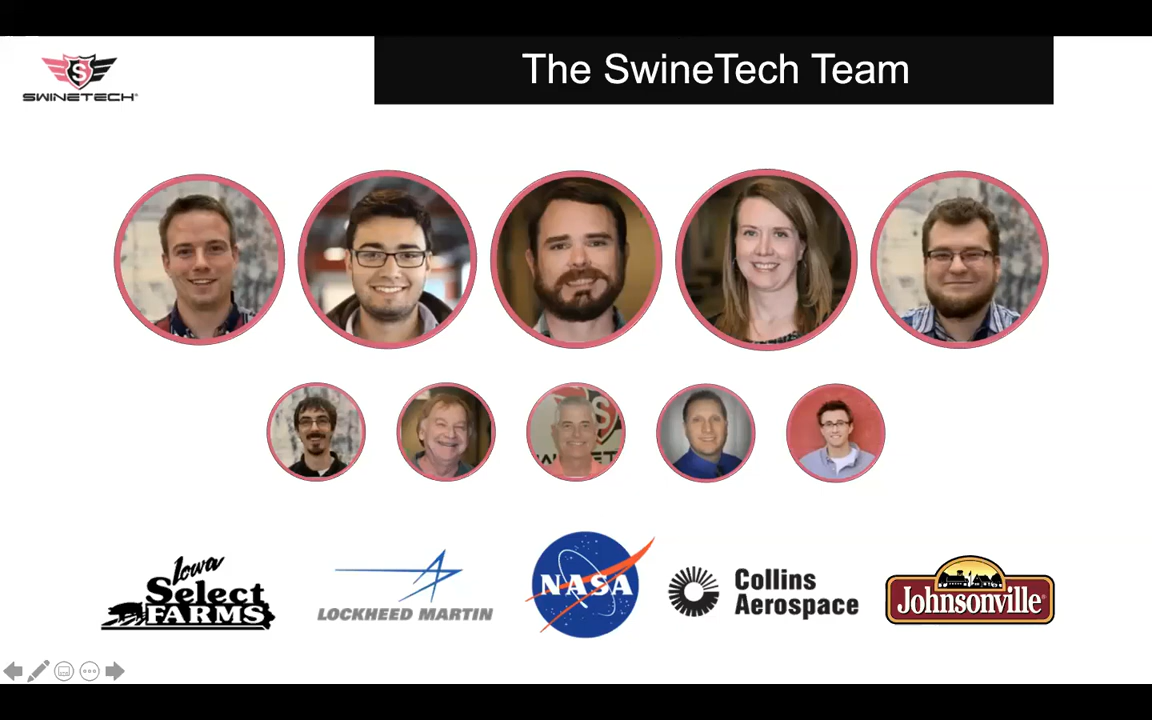 The SwineTech Team
S
SWINETECH®
S
Iowa
Select
FARMS
LOCKHEED MARTIN
NASA
Collins
Aerospace
Johnsonville®